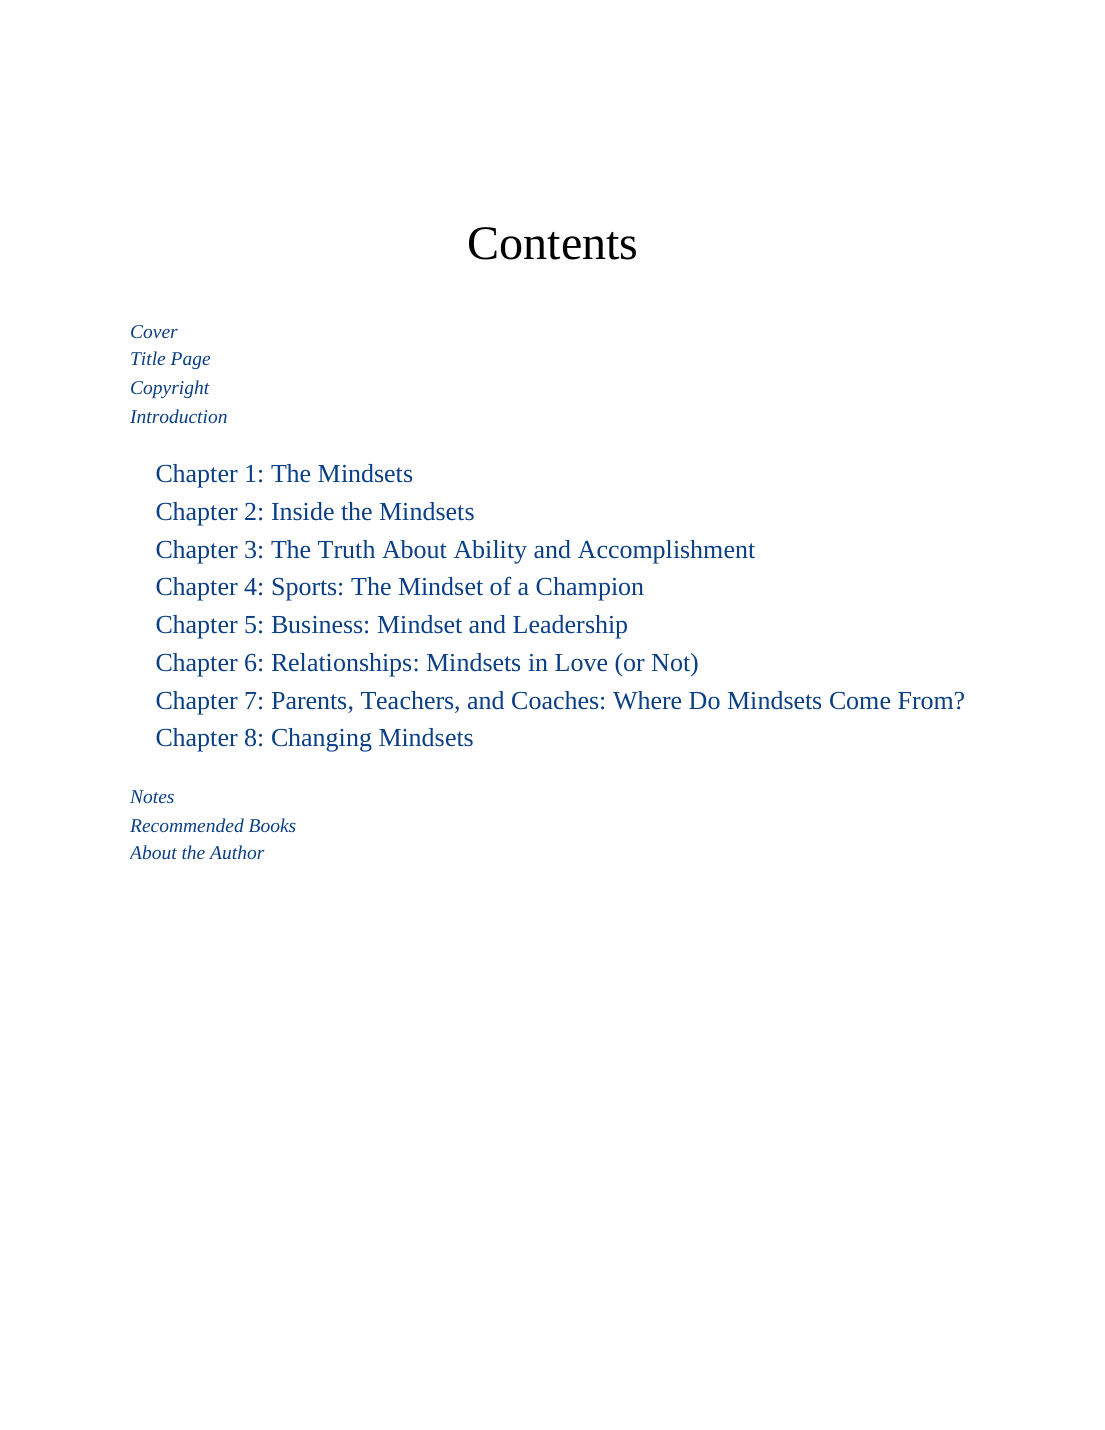 Contents
Cover
Title Page
Copyright
Introduction
Chapter 1: The Mindsets
Chapter 2: Inside the Mindsets
Chapter 3: The Truth About Ability and Accomplishment
Chapter 4: Sports: The Mindset of a Champion
Chapter 5: Business: Mindset and Leadership
Chapter 6: Relationships: Mindsets in Love (or Not)
Chapter 7: Parents, Teachers, and Coaches: Where Do Mindsets Come From?
Chapter 8: Changing Mindsets
Notes
Recommended Books
About the Author